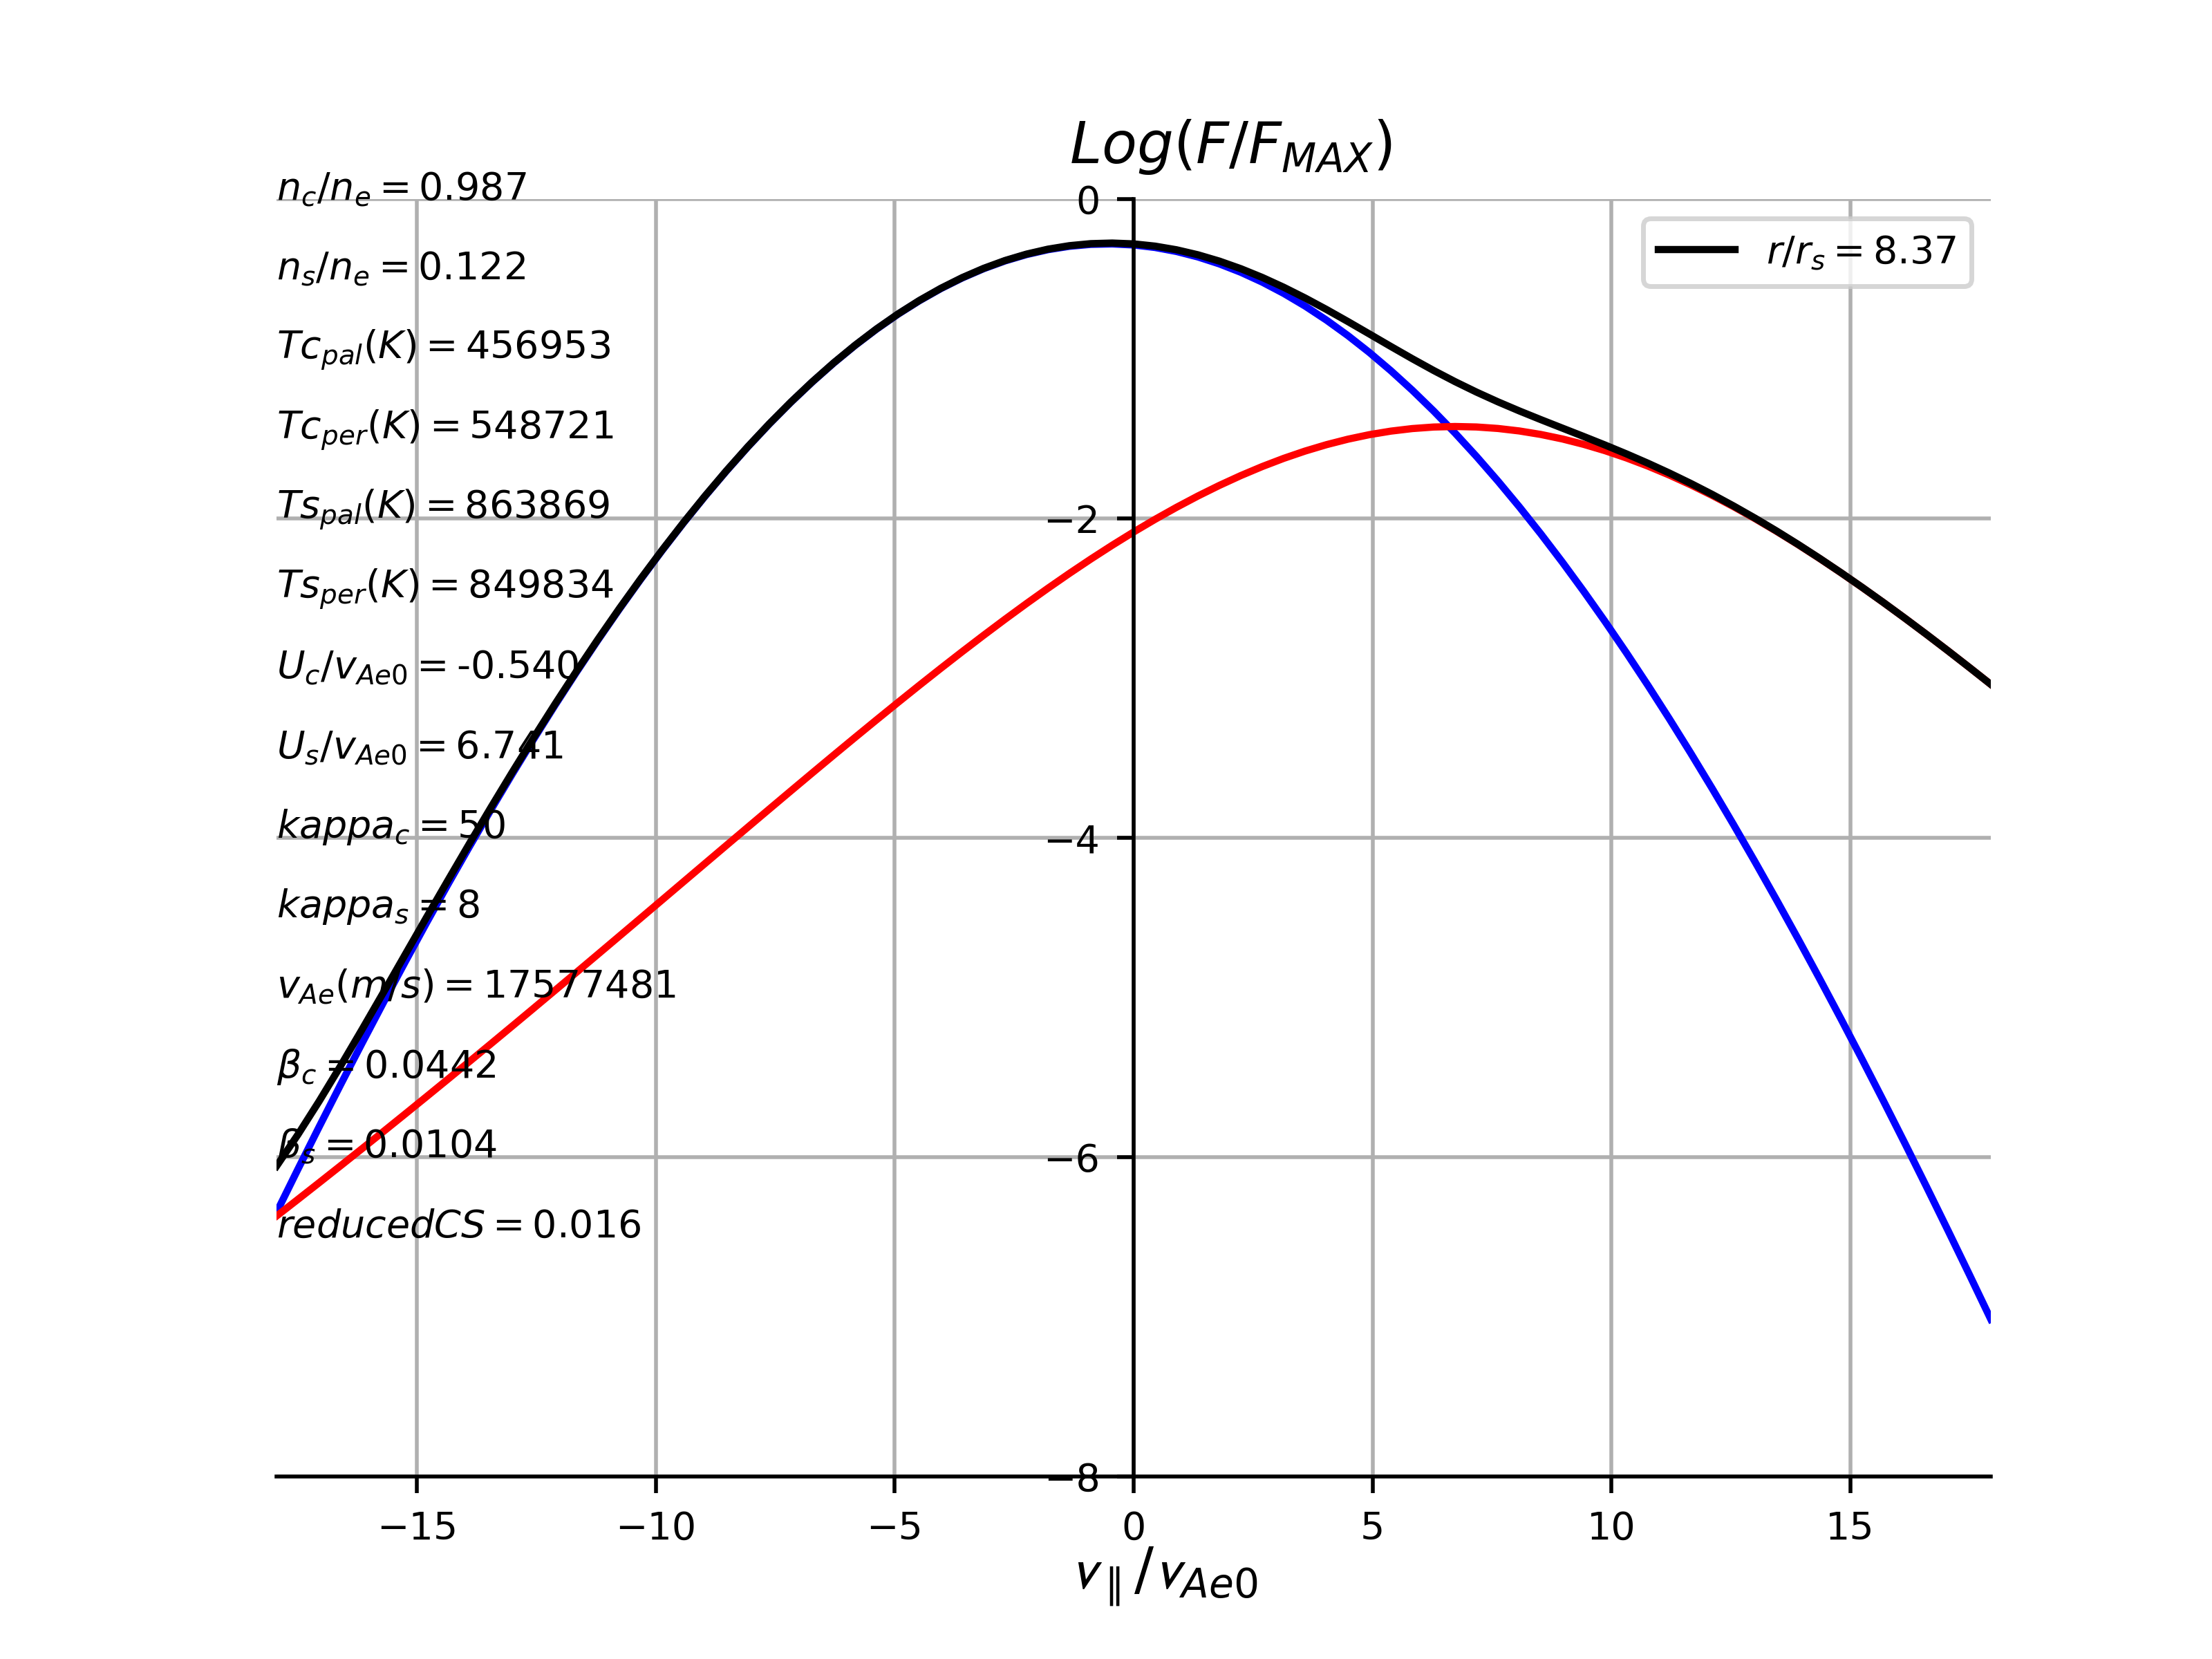 Log(F/F_MAX)
n_c/n_e = 0.987
0
r/r_s = 8.37
n_s/n_e = 0.122
Tc_pal(K) = 456953
Tc_per(K) = 548721
Ts_pal(K) = 863869
−2
Ts_per(K) = 849834
U_c/v_Ae0 = -0.540
U_s/v_Ae0 = 6.741
kappa_c = 50
−4
kappa_s = 8
v_Ae(m/s) = 17577481
β_c = 0.0442
β_s = 0.0104
−6
reducedCS = 0.016
−8
−15 −10 −5 0 5 10 15
v_∥/v_Ae0